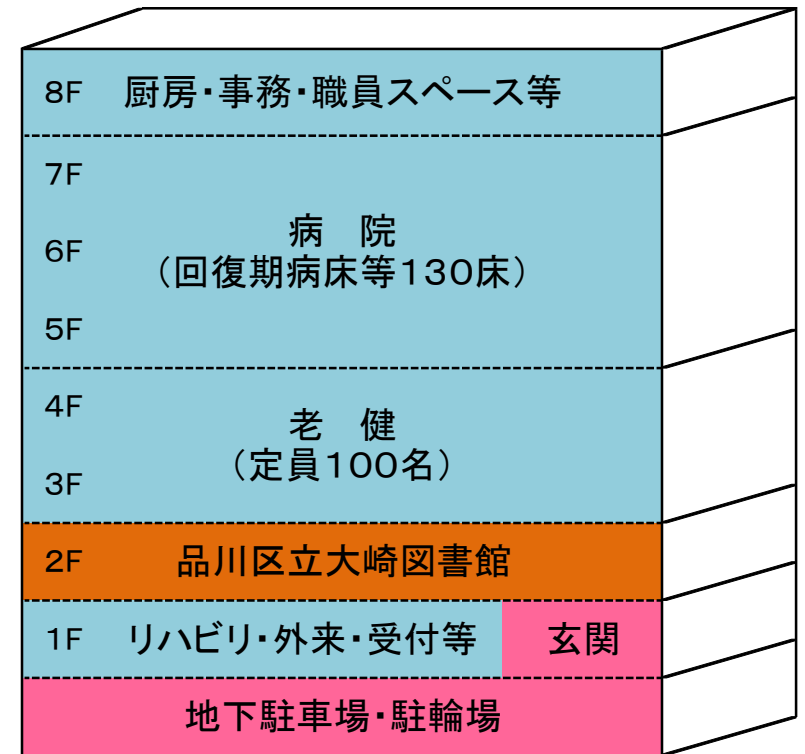 8F 厨房・事務・職員スペース等
7F
病　院
6F
（回復期病床等130床）
5F
4F
老　健
（定員100名）
3F
2F 品川区立大崎図書館
1F リハビリ・外来・受付等 玄関
地下駐車場・駐輪場